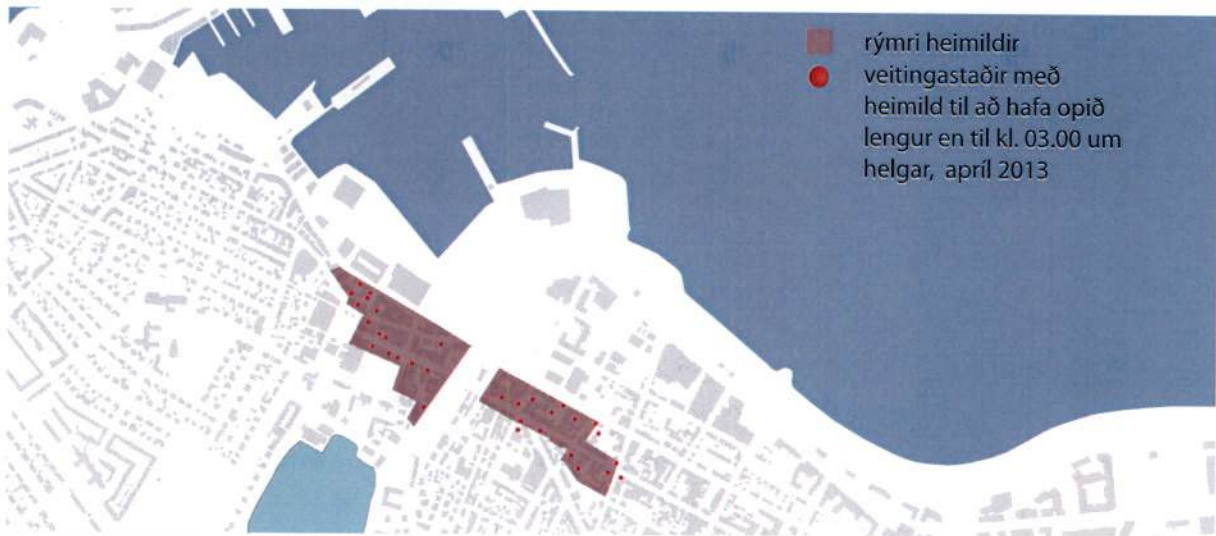 rýmri heimildir
veitingastaðir með
heimild til að hafa opið
lengur en til kl. 03.00 um
helgar, apríl 2013